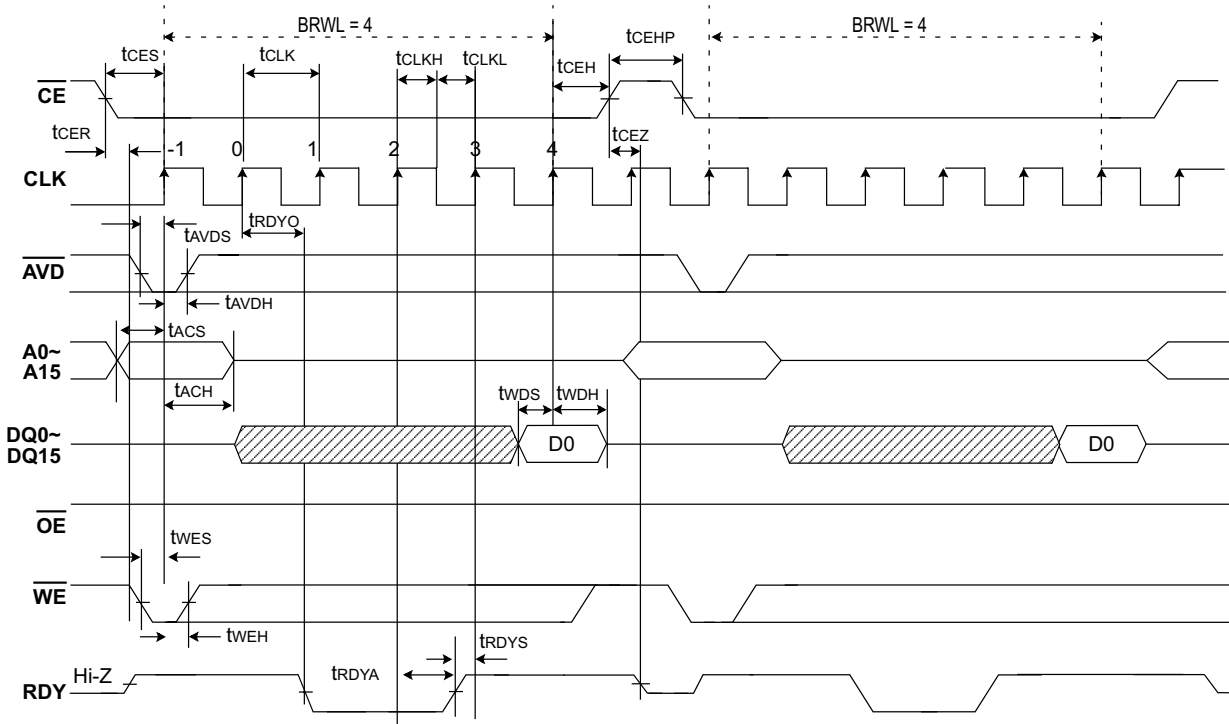 BRWL = 4 BRWL = 4
tCES tCLK tCLKH tCLKL tCEH tCEHP
CE
tCER tCEZ
-1 0 1 2 3 4
CLK
tAVDS tRDYO
AVD
tAVDH
tACS
A0~
A15
tACH tWDS tWDH
DQ0~
DQ15
D0 D0
OE
tWES
WE
tWEH
tRDYS
tRDYA
Hi-Z
RDY